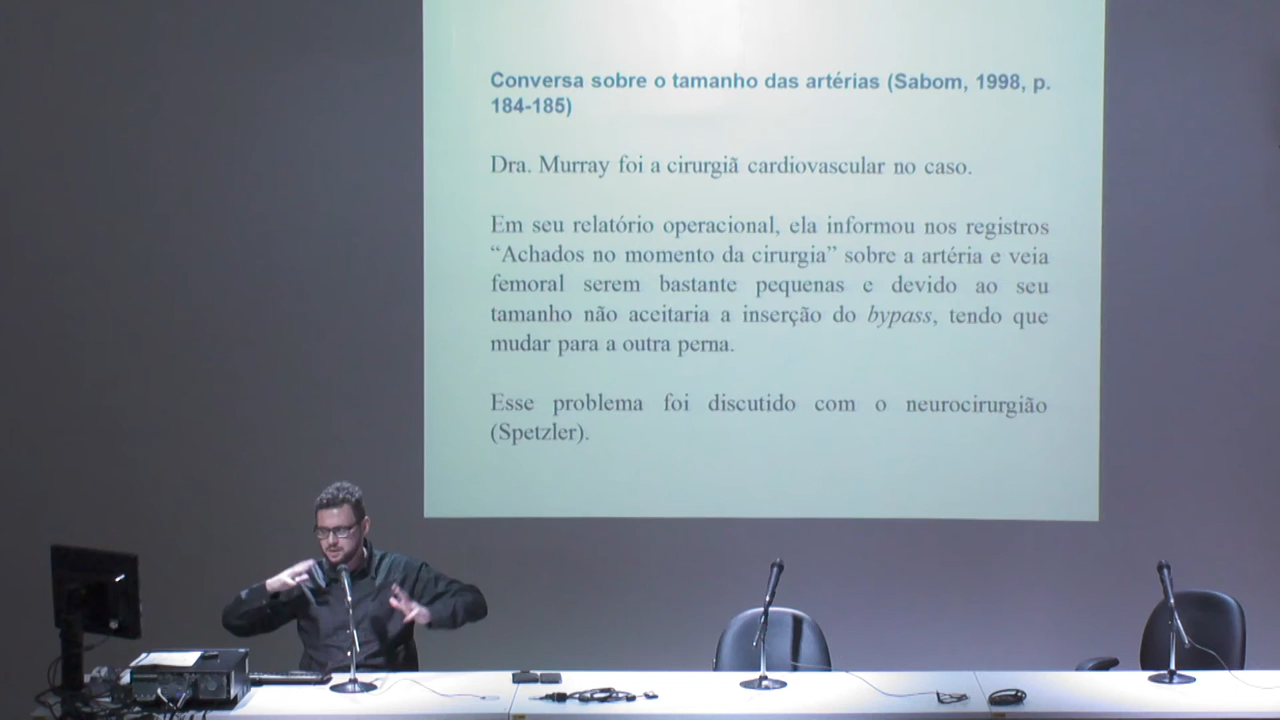 Conversa sobre o tamanho das artérias (Sabom, 1998, p.
184-185)
Dra. Murray foi a cirurgiã cardiovascular no caso.
Em seu relatório operacional, ela informou nos registros
“Achados no momento da cirurgia” sobre a artéria e veia
femoral serem bastante pequenas e devido ao seu
tamanho não aceitaria a inserção do bypass, tendo que
mudar para a outra perna.
Esse problema foi discutido com o neurocirurgião
(Spetzler).